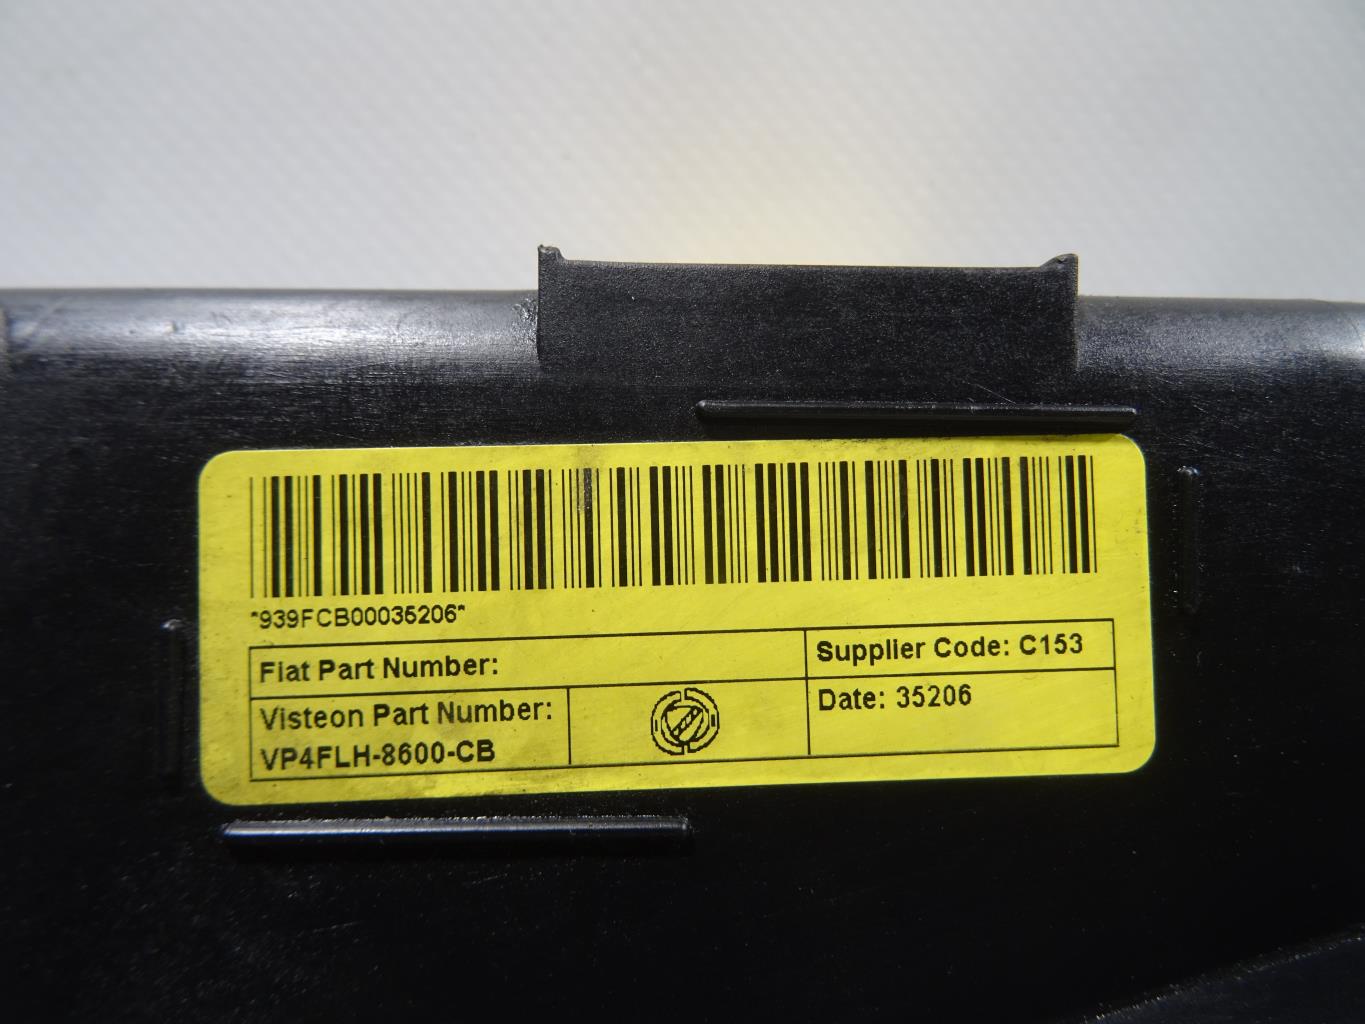 *939FCB00035206*
Fiat Part Number:
Supplier Code: C153
Visteon Part Number:
VP4FLH-8600-CB
Date: 35206